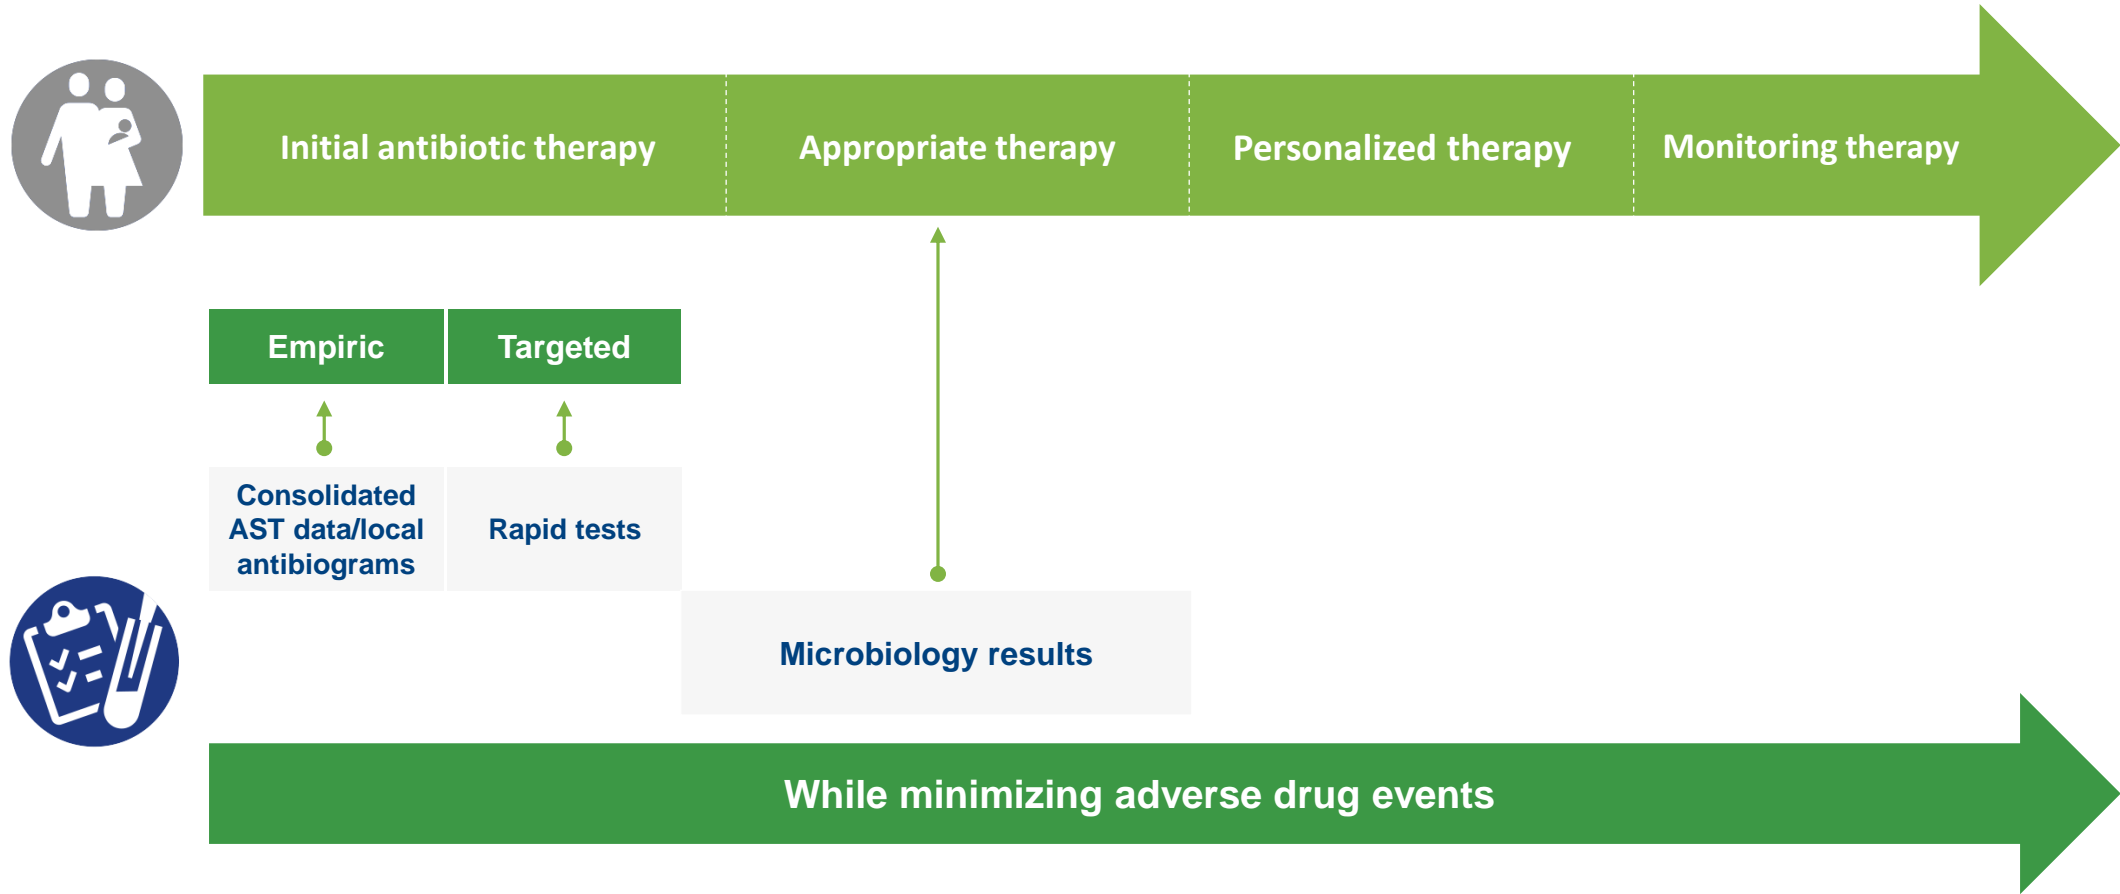 Initial antibiotic therapy
Appropriate therapy
Personalized therapy
Monitoring therapy
Empiric
Targeted
Consolidated
AST data/local
antibiograms
Rapid tests
Microbiology results
While minimizing adverse drug events